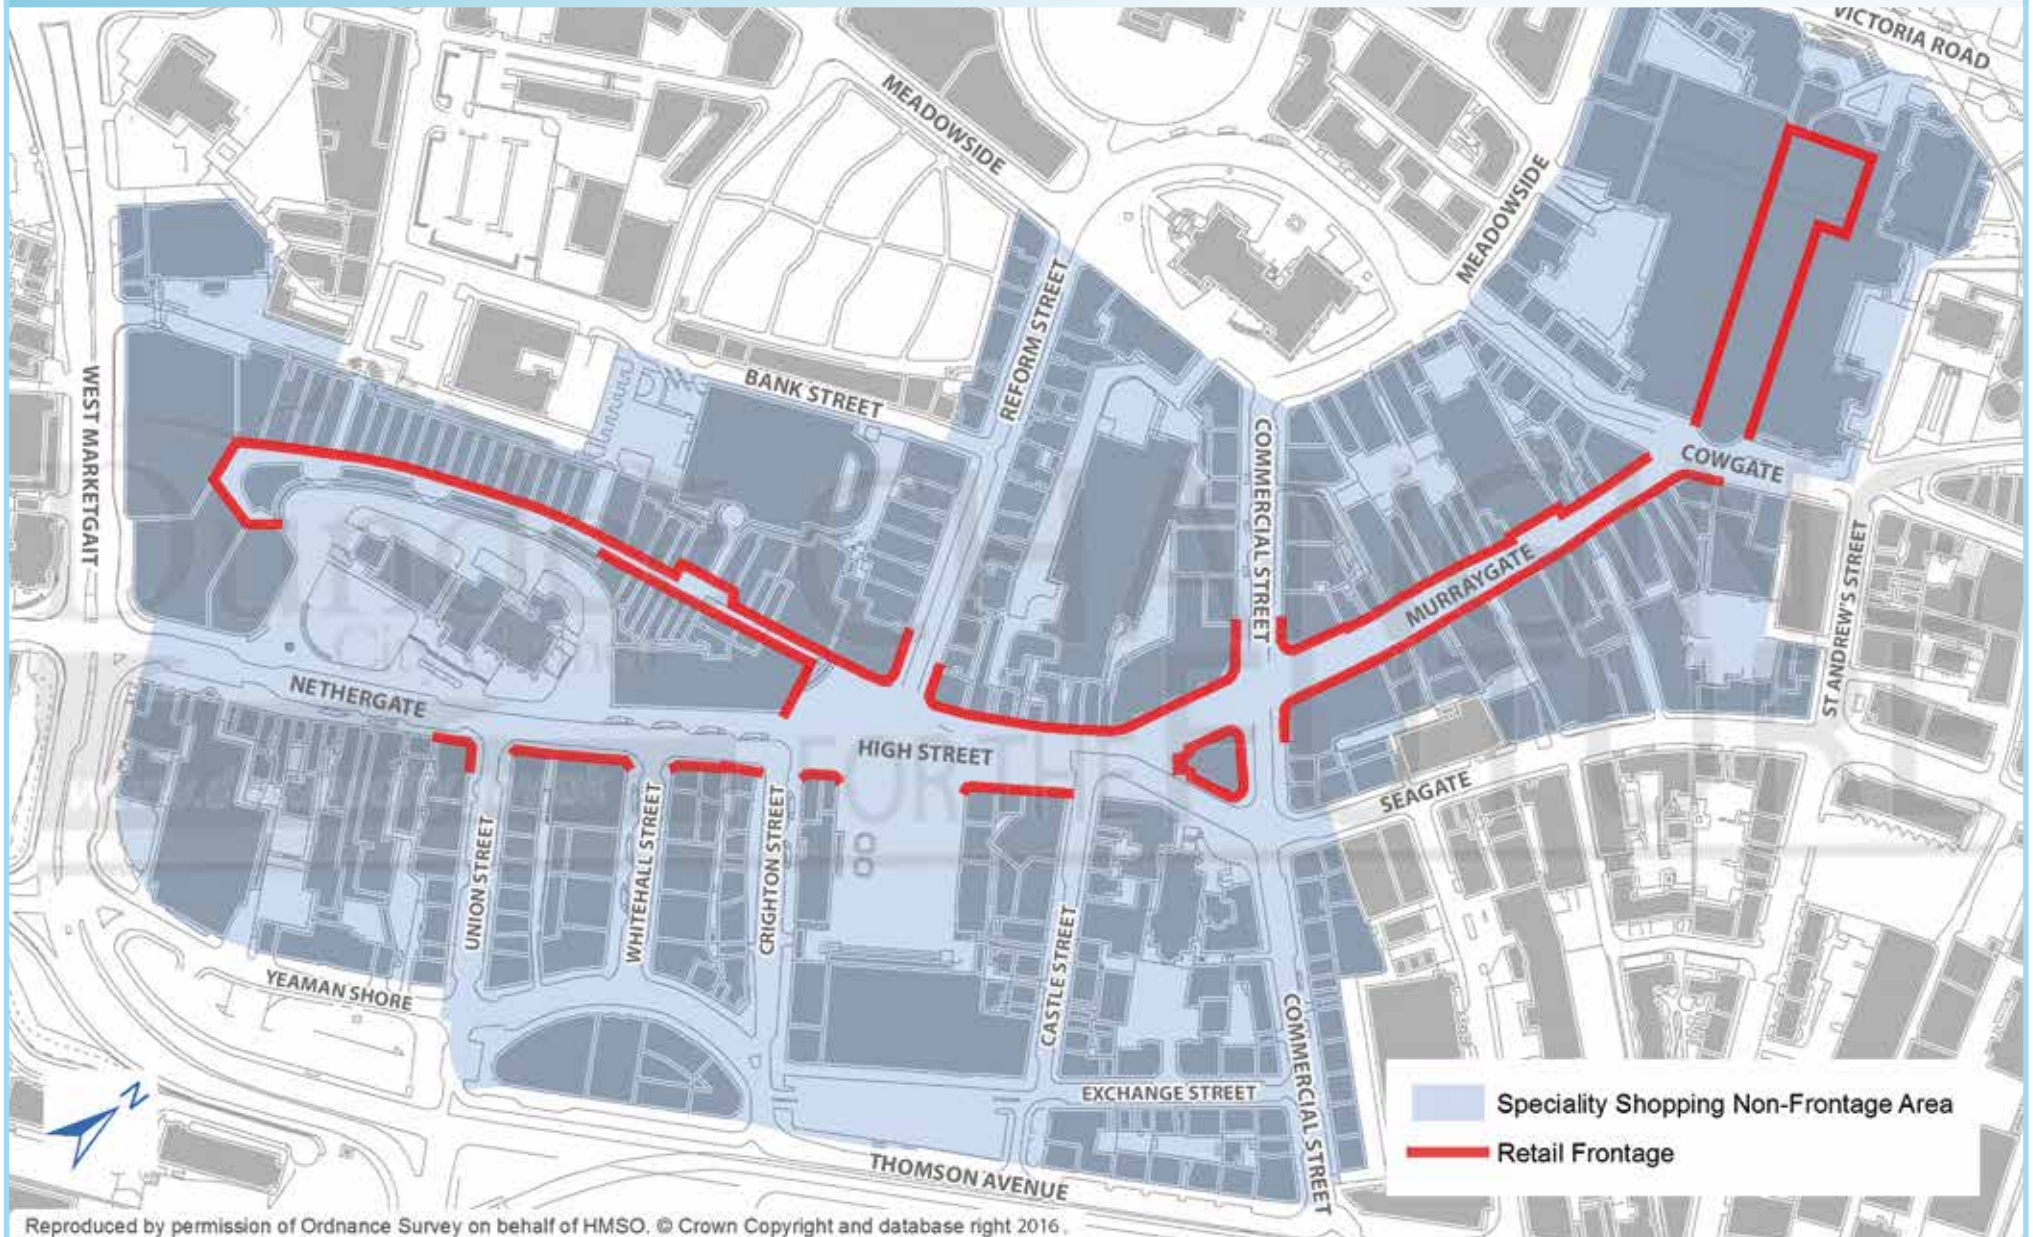 VICTORIA ROAD
MEADOWSIDE
MEADOWSIDE
REFORM STREET
BANK STREET
WEST MARKETGAIT
COMMERCIAL STREET
COWGATE
MURRAYGATE
ST ANDREW'S STREET
NETHERGATE
HIGH STREET
SEAGATE
UNION STREET
WHITEHALL STREET
CRIGHTON STREET
CASTLE STREET
YEAMAN SHORE
COMMERCIAL STREET
EXCHANGE STREET
THOMSON AVENUE
N
Speciality Shopping Non-Frontage Area
Retail Frontage
Reproduced by permission of Ordnance Survey on behalf of HMSO. © Crown Copyright and database right 2016.